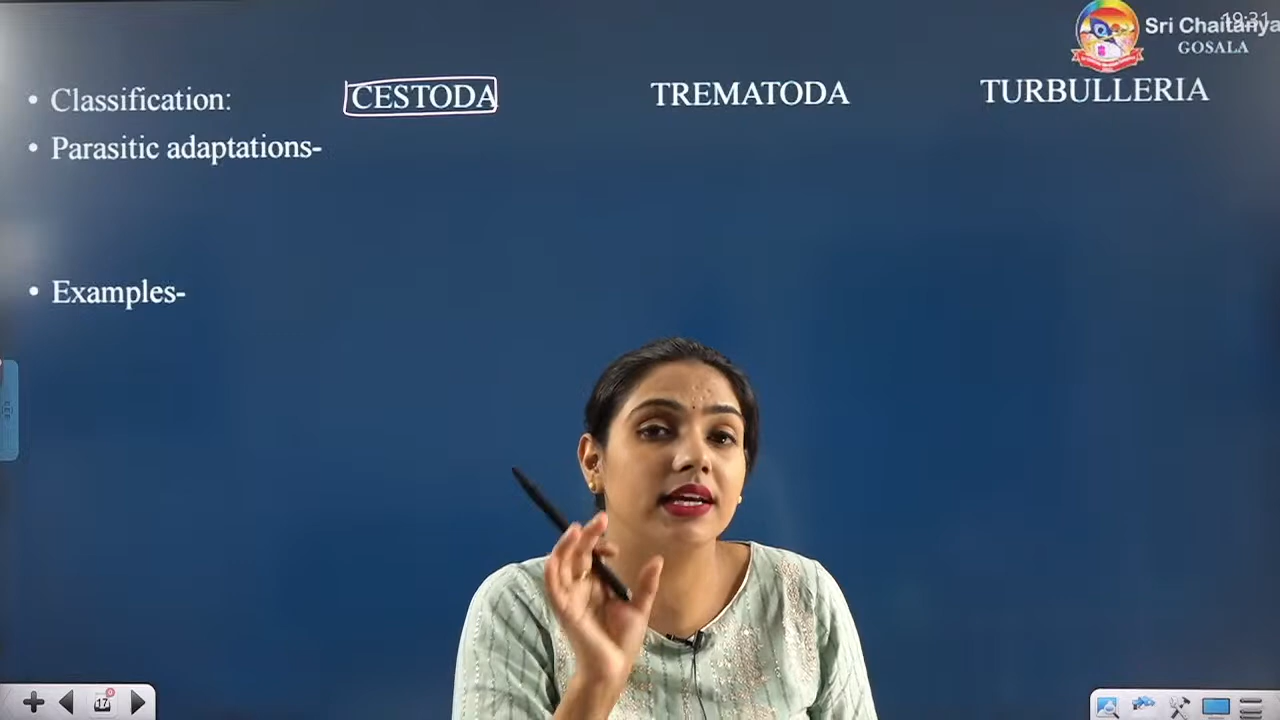 19:31
Sri Chaitanya
GOSALA
• Classification: CESTODA TREMATODA TURBULLERIA
• Parasitic adaptations-
• Examples-
17